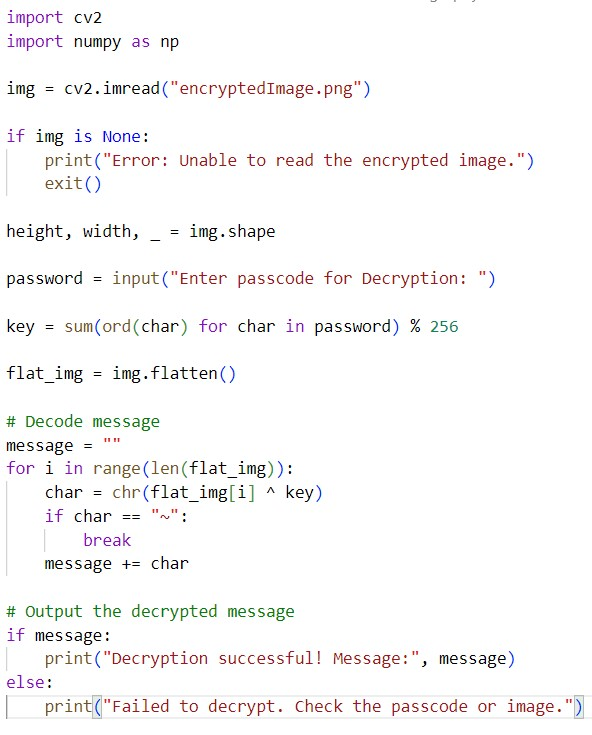 import cv2
import numpy as np
img = cv2.imread("encryptedImage.png")
if img is None:
    print("Error: Unable to read the encrypted image.")
    exit()
height, width, _ = img.shape
password = input("Enter passcode for Decryption: ")
key = sum(ord(char) for char in password) % 256
flat_img = img.flatten()
# Decode message
message = ""
for i in range(len(flat_img)):
    char = chr(flat_img[i] ^ key)
    if char == "~":
        break
    message += char
# Output the decrypted message
if message:
    print("Decryption successful! Message:", message)
else:
    print("Failed to decrypt. Check the passcode or image.")